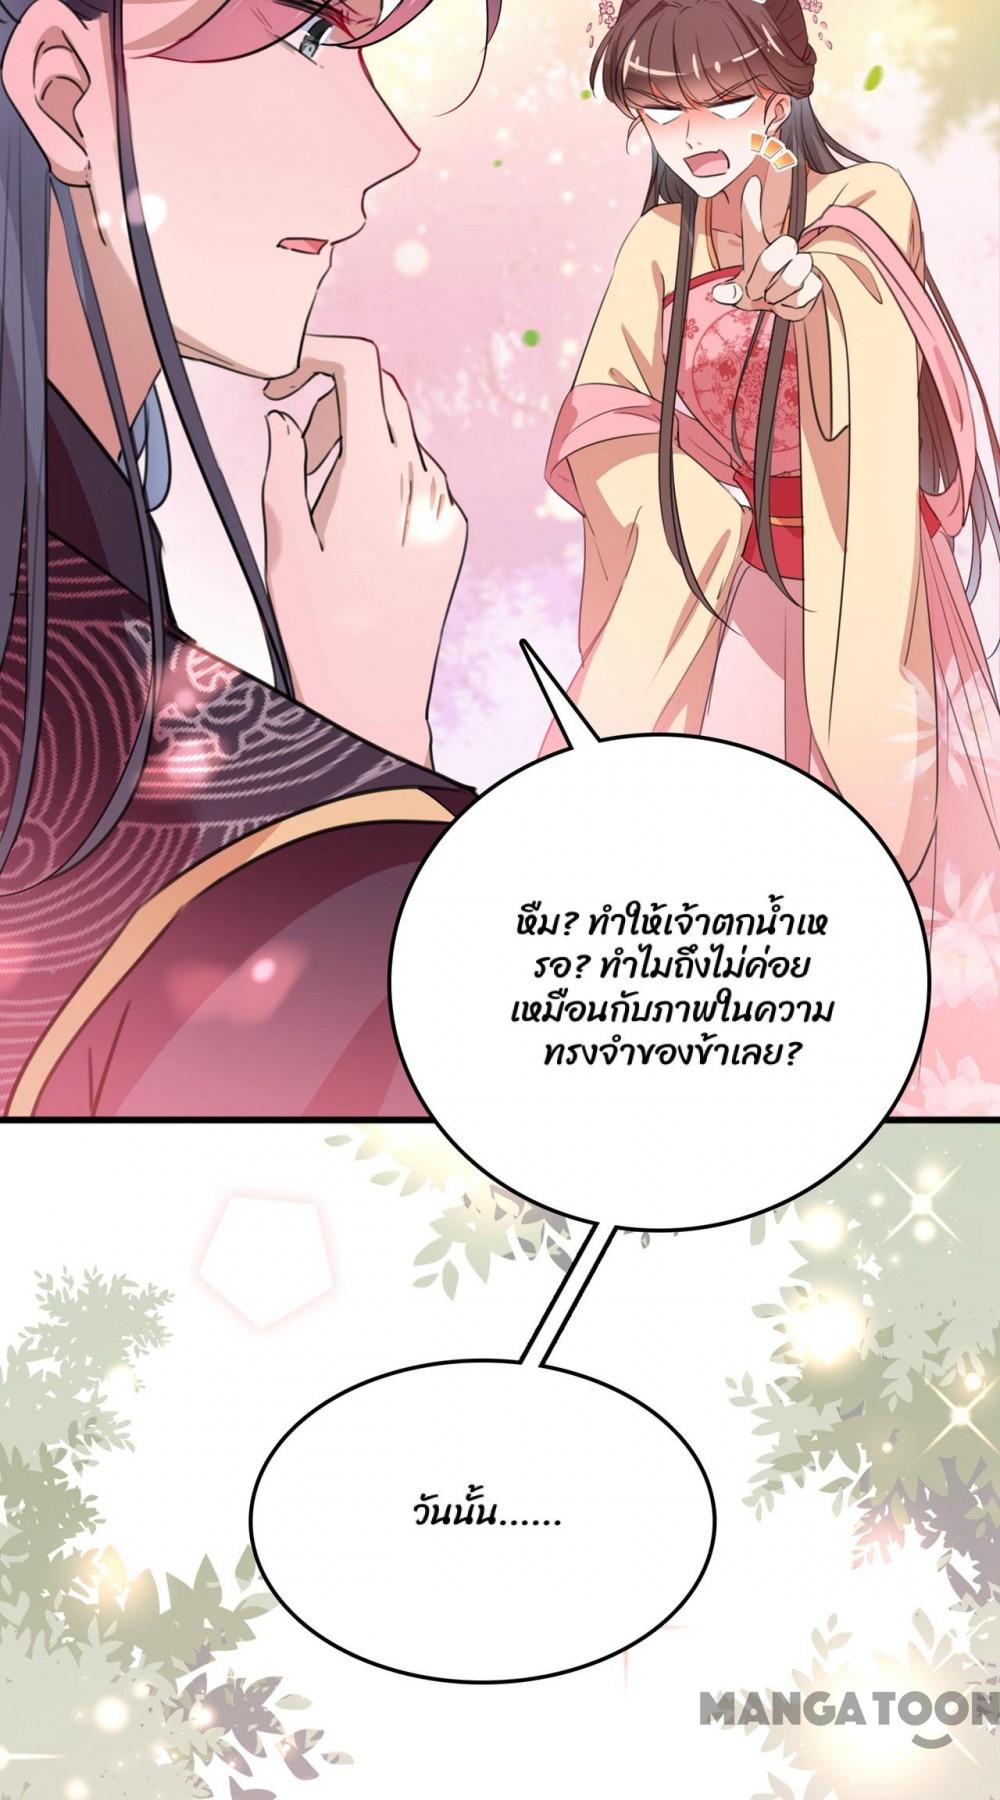 หืม? ทำให้เจ้าตกน้ำเห
รอ? ทำไมถึงไม่ค่อย
เหมือนกับภาพในความ
ทรงจำของข้าเลย?
วันนั้น......
MANGATOON